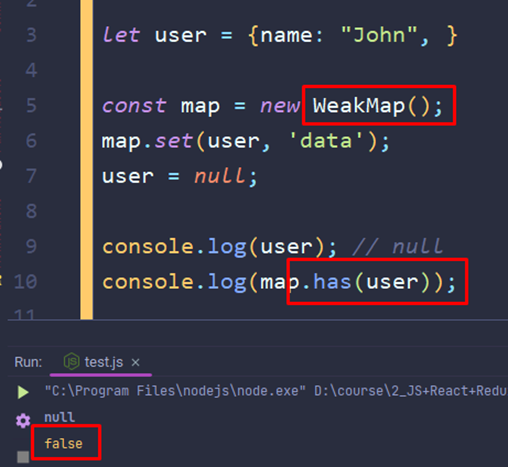 3 let user = {name: "John", }
4
5 const map = new WeakMap();
6 map.set(user, 'data');
7 user = null;
8
9 console.log(user); // null
10 console.log(map.has(user));
11
Run: test.js ×
"C:\Program Files\nodejs\node.exe" D:\course\2_JS+React+Redu
null
false